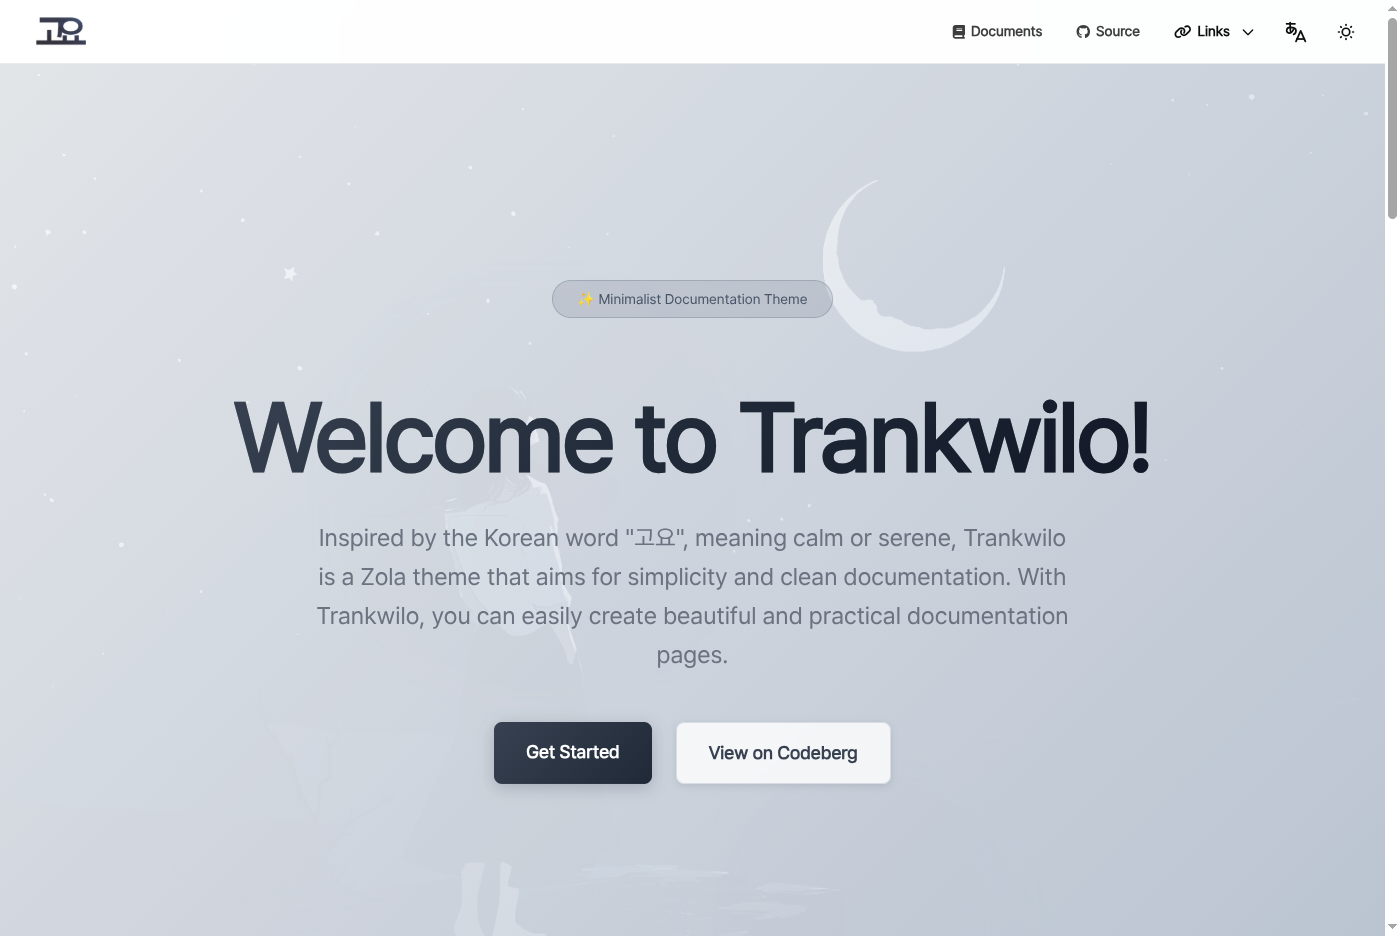 고요
Documents
Source
Links
あA
✨ Minimalist Documentation Theme
Welcome to Trankwilo!
Inspired by the Korean word "고요", meaning calm or serene, Trankwilo
is a Zola theme that aims for simplicity and clean documentation. With
Trankwilo, you can easily create beautiful and practical documentation
pages.
Get Started
View on Codeberg